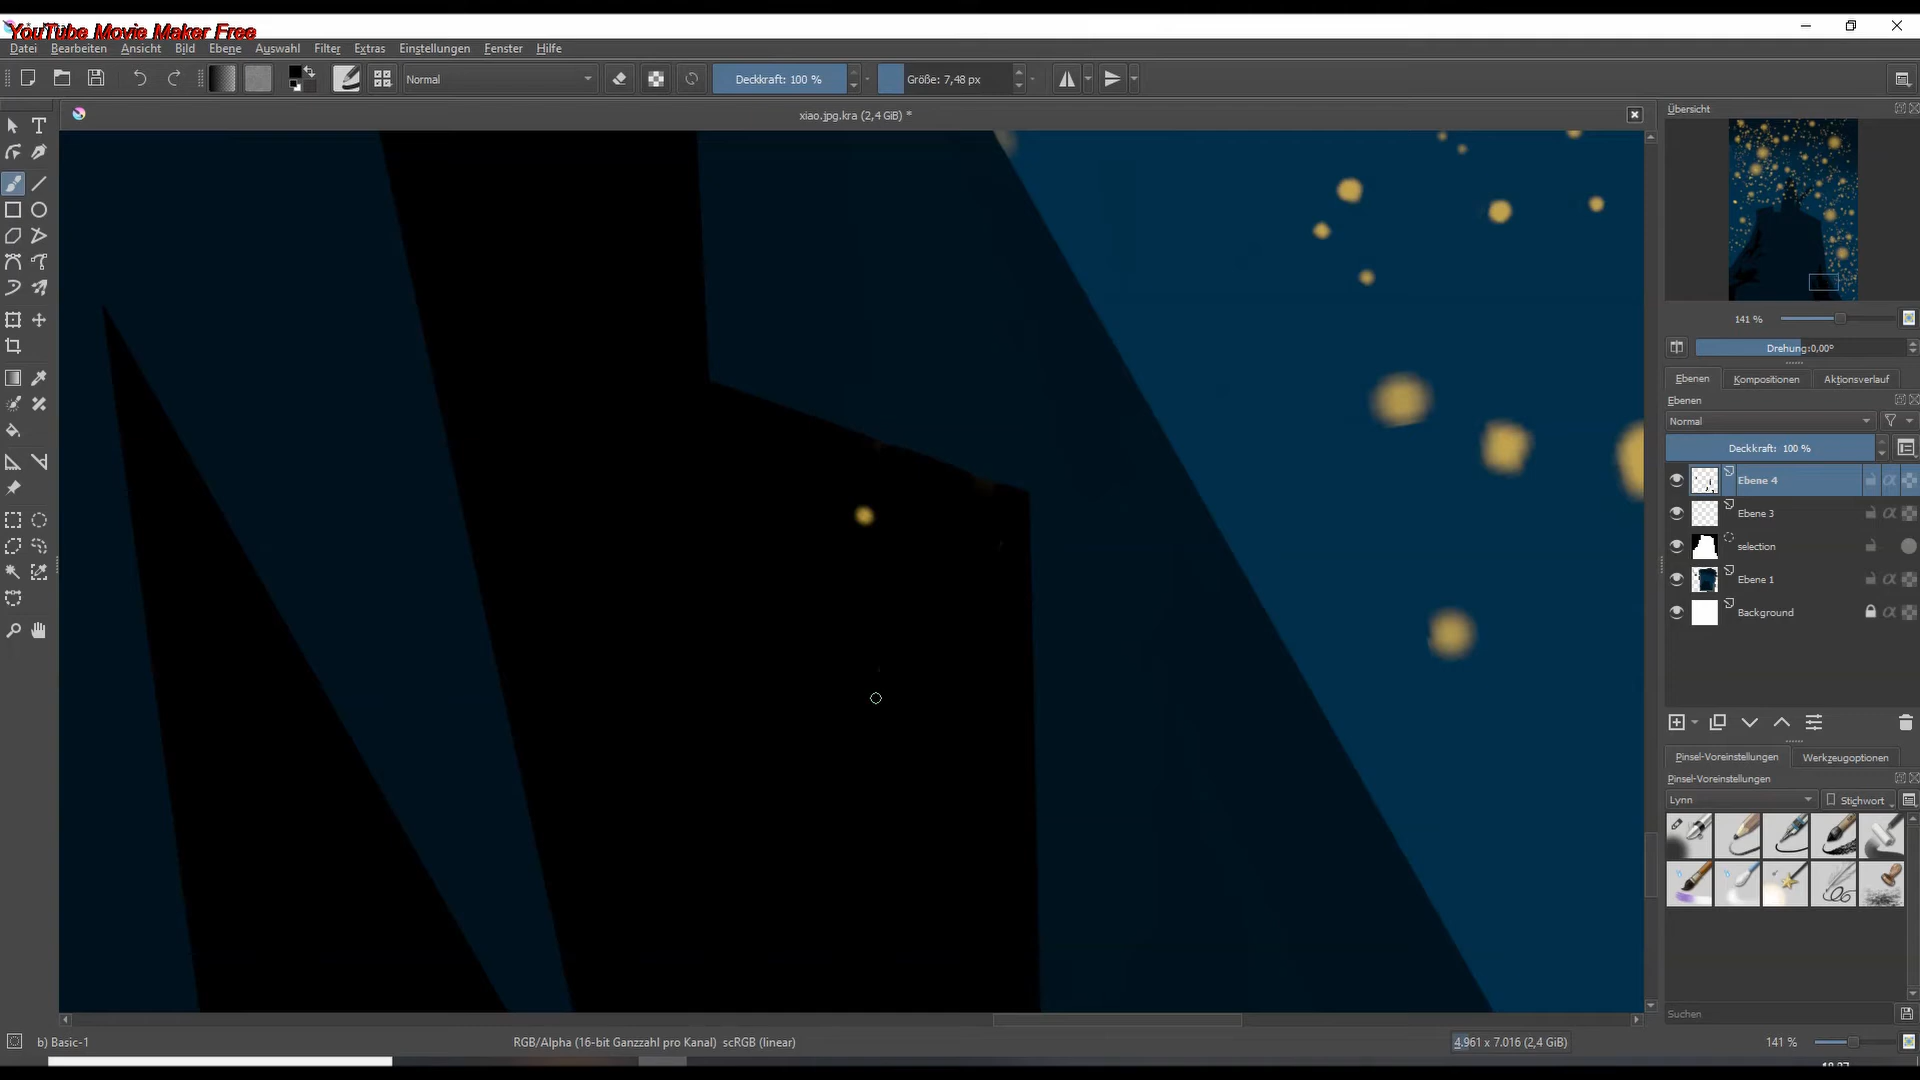 YouTube Movie Maker Free
Datei Bearbeiten Ansicht Bild Ebene Auswahl Filter Extras Einstellungen Fenster Hilfe
Normal Deckkraft: 100 % Größe: 7,48 px
xiao.jpg.kra (2,4 GiB) *
Übersicht
141 %
Drehung:0,00°
Ebenen Kompositionen Aktionsverlauf
Ebenen
Normal
Deckkraft: 100 %
Ebene 4
Ebene 3
selection
Ebene 1
Background
Pinsel-Voreinstellungen Werkzeugoptionen
Pinsel-Voreinstellungen
Lynn Stichwort
Suchen
b) Basic-1 RGB/Alpha (16-bit Ganzzahl pro Kanal) scRGB (linear) 4.961 x 7.016 (2,4 GiB) 141 %